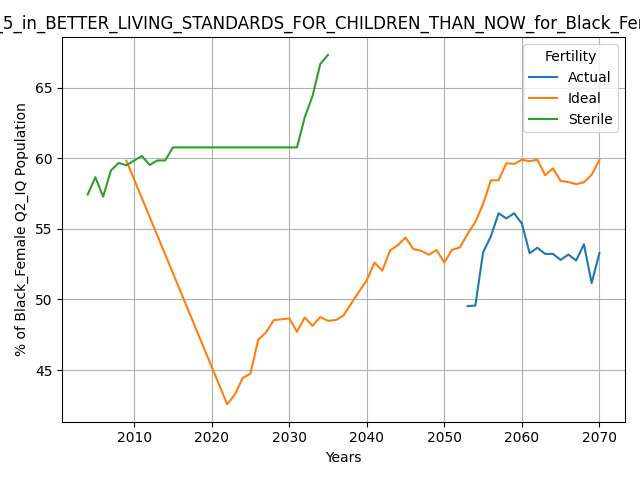 _5_in_BETTER_LIVING_STANDARDS_FOR_CHILDREN_THAN_NOW_for_Black_Fem
Fertility
Actual
Ideal
Sterile
% of Black_Female Q2_IQ Population
65
60
55
50
45
2010 2020 2030 2040 2050 2060 2070
Years